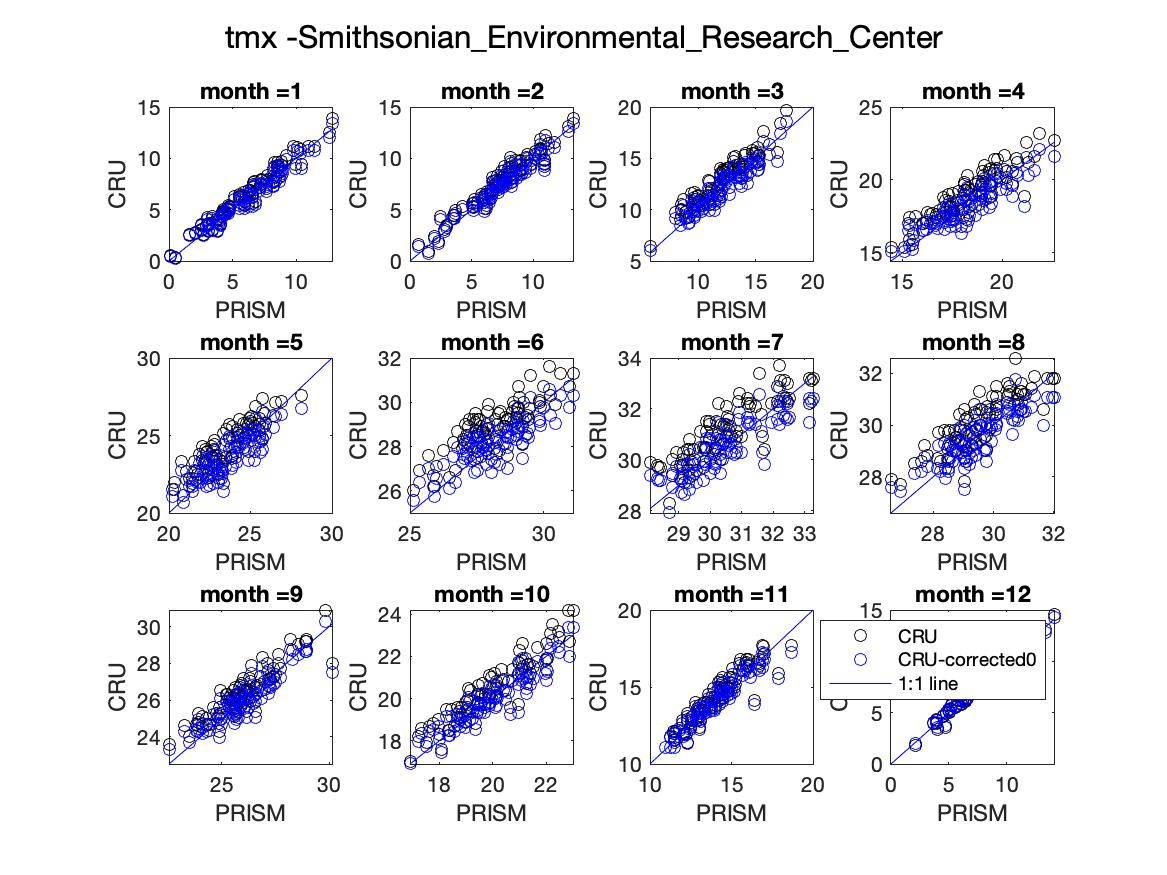 tmx -Smithsonian_Environmental_Research_Center
month =1
month =2
month =3
month =4
15
10
5
0
CRU
0 5 10
PRISM
15
10
5
0
CRU
0 5 10
PRISM
20
15
10
5
CRU
10 15 20
PRISM
25
20
15
CRU
15 20
PRISM
month =5
month =6
month =7
month =8
30
25
20
CRU
20 25 30
PRISM
32
30
28
26
CRU
25 30
PRISM
34
32
30
28
CRU
29 30 31 32 33
PRISM
32
30
28
CRU
28 30 32
PRISM
month =9
month =10
month =11
month =12
30
28
26
24
CRU
25 30
PRISM
24
22
20
18
CRU
18 20 22
PRISM
20
15
10
CRU
10 15 20
PRISM
15
5
0
0 5 10
PRISM
CRU
CRU-corrected0
1:1 line